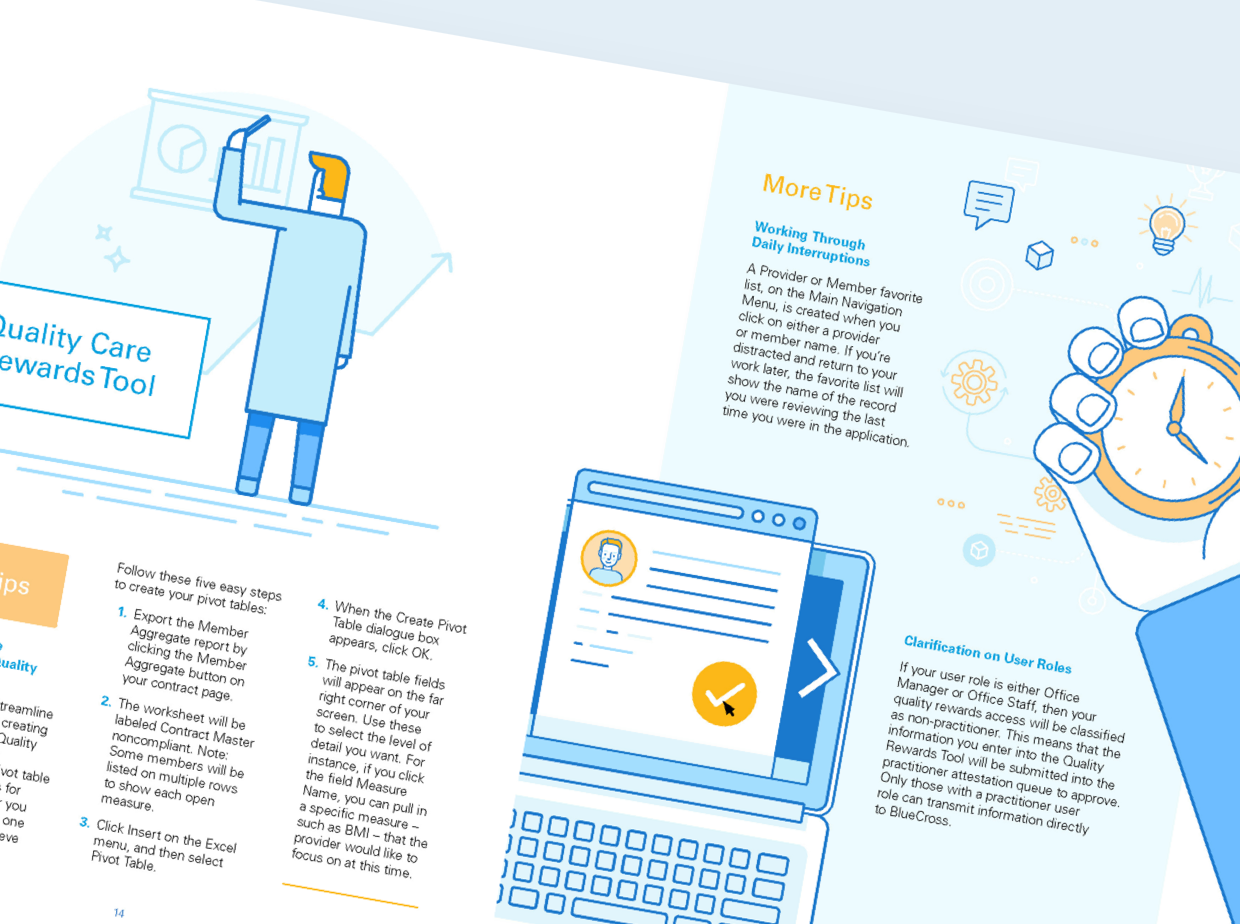 Quality Care
Rewards Tool
Tips
Quality
creating
Quality
for
you
one
Follow these five easy steps
to create your pivot tables:
1. Export the Member
Aggregate report by
clicking the Member
Aggregate button on
your contract page.
2. The worksheet will be
labeled Contract Master
noncompliant. Note:
Some members will be
listed on multiple rows
to show each open
measure.
3. Click Insert on the Excel
menu, and then select
Pivot Table.
4. When the Create Pivot
Table dialogue box
appears, click OK.
5. The pivot table fields
will appear on the far
right corner of your
screen. Use these
to select the level of
detail you want. For
instance, if you click
the field Measure
Name, you can pull in
a specific measure –
such as BMI – that the
provider would like to
focus on at this time.
14
More Tips
Working Through
Daily Interruptions
A Provider or Member favorite
list, on the Main Navigation
Menu, is created when you
click on either a provider
or member name. If you're
distracted and return to your
work later, the favorite list will
show the name of the record
you were reviewing the last
time you were in the application.
Clarification on User Roles
If your user role is either Office
Manager or Office Staff, then your
quality rewards access will be classified
as non-practitioner. This means that the
information you enter into the Quality
Rewards Tool will be submitted into the
practitioner attestation queue to approve.
Only those with a practitioner user
role can transmit information directly
to BlueCross.